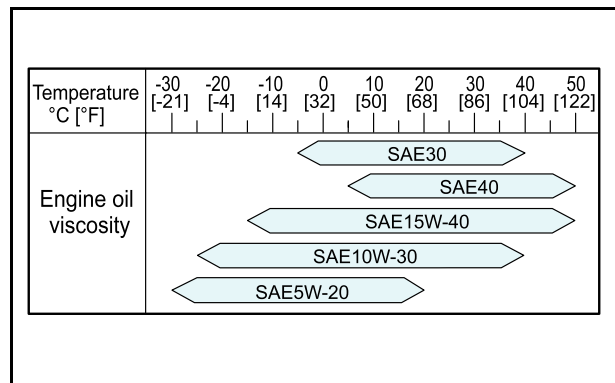 Temperature
°C [°F]
-30 -20 -10 0 10 20 30 40 50
[-21] [-4] [14] [32] [50] [68] [86] [104] [122]
Engine oil
viscosity
SAE30
SAE40
SAE15W-40
SAE10W-30
SAE5W-20